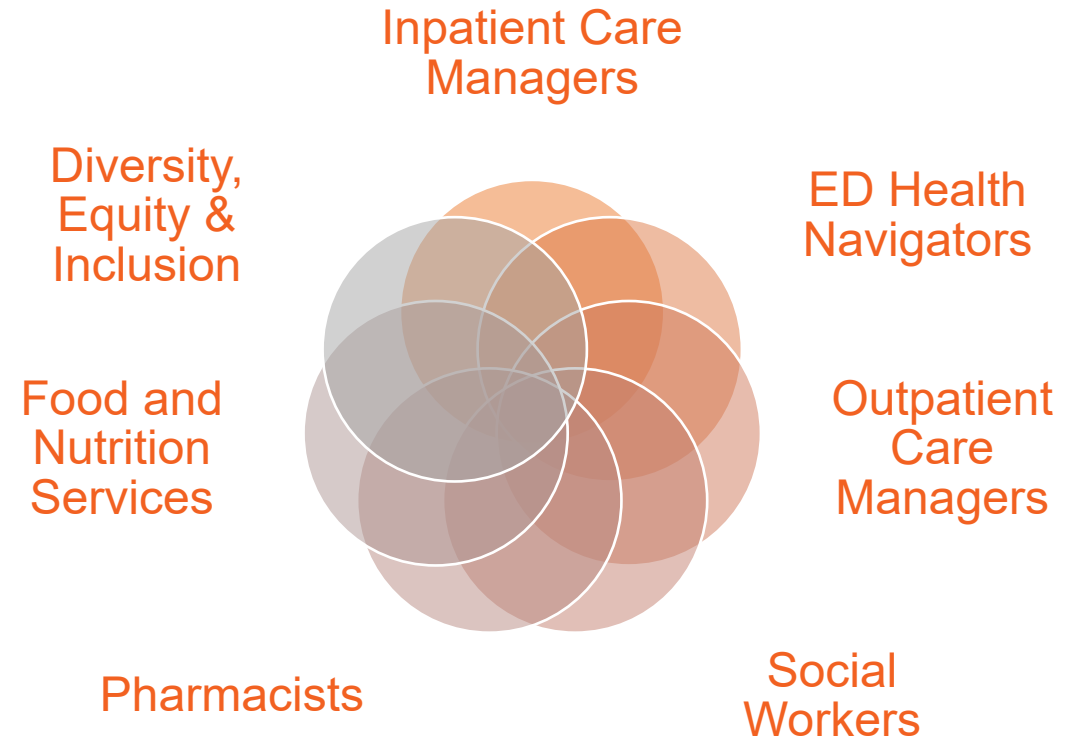 Inpatient Care
Managers
ED Health
Navigators
Outpatient
Care
Managers
Social
Workers
Pharmacists
Food and
Nutrition
Services
Diversity,
Equity &
Inclusion